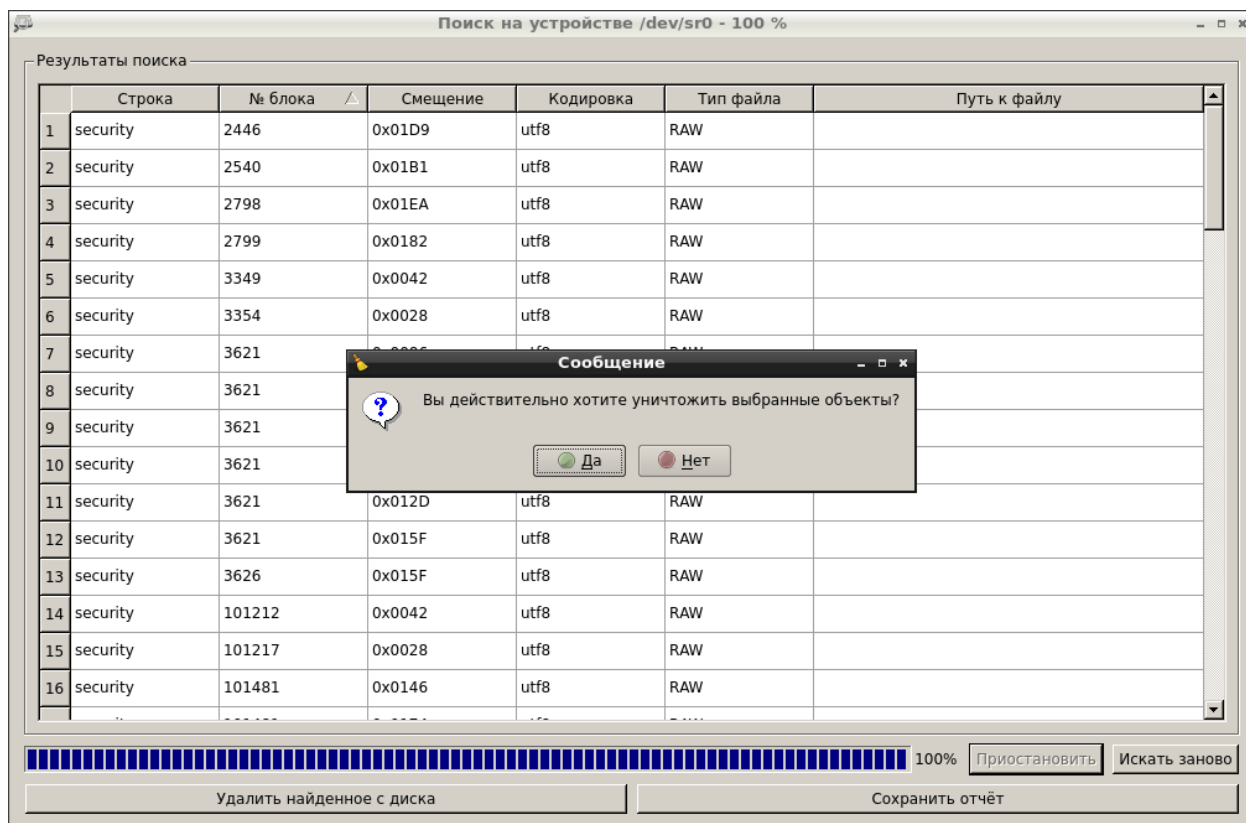 Поиск на устройстве /dev/sr0 - 100 %
Результаты поиска
Строка № блока Смещение Кодировка Тип файла Путь к файлу
1 security 2446 0x01D9 utf8 RAW
2 security 2540 0x01B1 utf8 RAW
3 security 2798 0x01EA utf8 RAW
4 security 2799 0x0182 utf8 RAW
5 security 3349 0x0042 utf8 RAW
6 security 3354 0x0028 utf8 RAW
7 security 3621
Сообщение
8 security 3621
Вы действительно хотите уничтожить выбранные объекты?
9 security 3621
10 security 3621
Да Нет
11 security 3621 0x012D utf8 RAW
12 security 3621 0x015F utf8 RAW
13 security 3626 0x015F utf8 RAW
14 security 101212 0x0042 utf8 RAW
15 security 101217 0x0028 utf8 RAW
16 security 101481 0x0146 utf8 RAW
100% Приостановить Искать заново
Удалить найденное с диска Сохранить отчёт